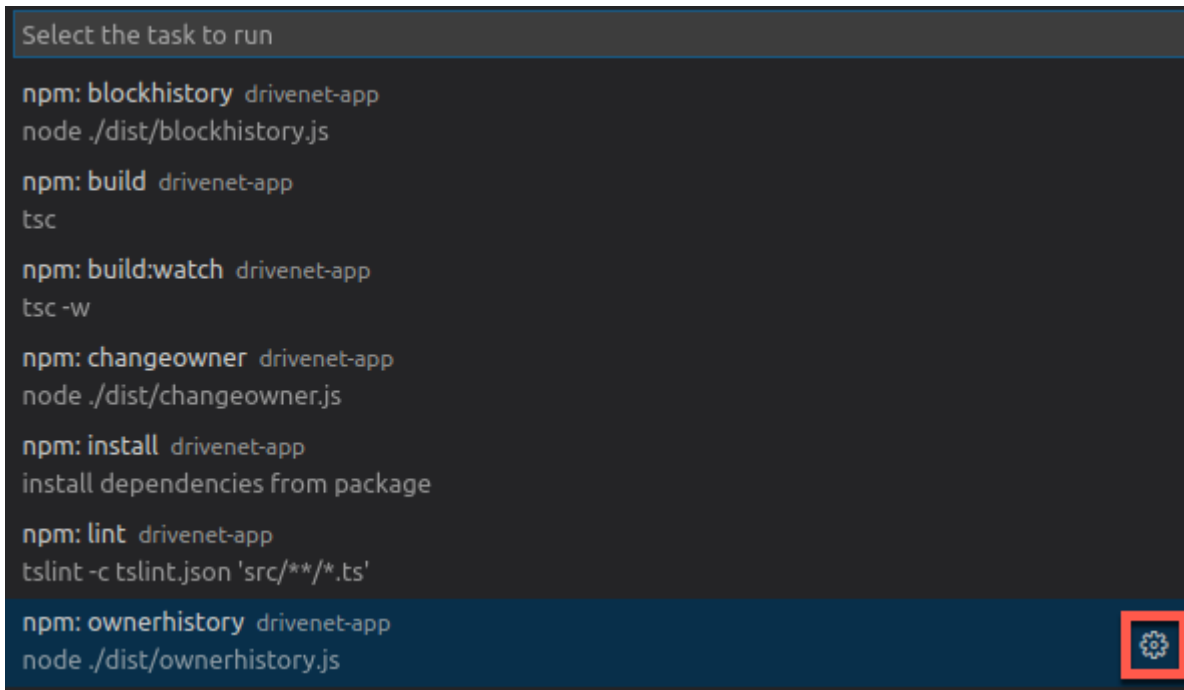 Select the task to run
npm: blockhistory drivenet-app
node ./dist/blockhistory.js
npm: build drivenet-app
tsc
npm: build:watch drivenet-app
tsc -w
npm: changeowner drivenet-app
node ./dist/changeowner.js
npm: install drivenet-app
install dependencies from package
npm: lint drivenet-app
tslint -c tslint.json 'src/**/*.ts'
npm: ownerhistory drivenet-app
node ./dist/ownerhistory.js